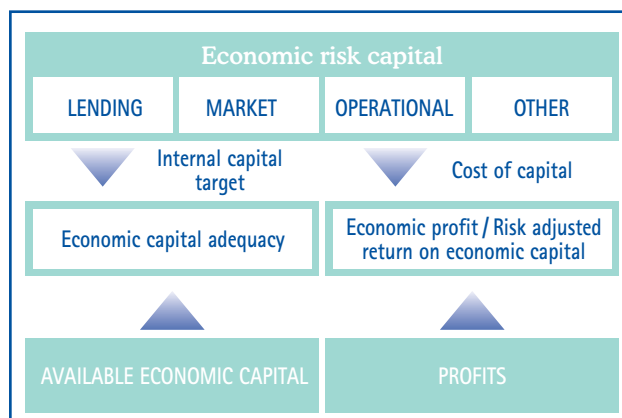 Economic risk capital
LENDING
MARKET
OPERATIONAL
OTHER
Internal capital
target
Cost of capital
Economic capital adequacy
Economic profit / Risk adjusted
return on economic capital
AVAILABLE ECONOMIC CAPITAL
PROFITS